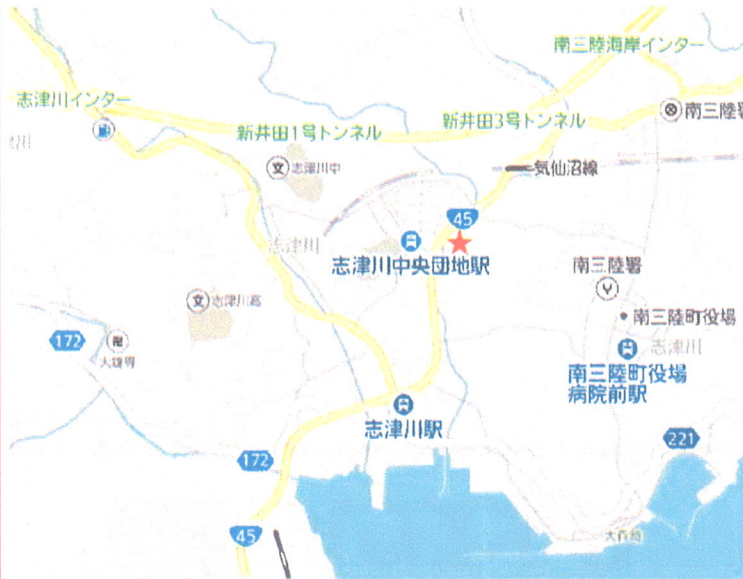 南三陸海岸インター
志津川インター
新井田3号トンネル
南三陸署
新井田1号トンネル
志津川中
気仙沼線
45
志津川
志津川中央団地駅
南三陸署
志津川高
南三陸町役場
172
大雄寺
志津川
南三陸町役場
病院前駅
志津川駅
221
172
45